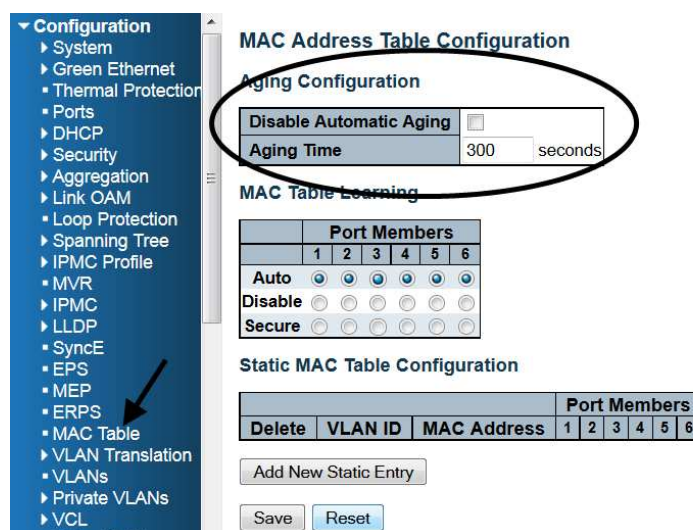 Configuration
System
Green Ethernet
Thermal Protection
Ports
DHCP
Security
Aggregation
Link OAM
Loop Protection
Spanning Tree
IPMC Profile
MVR
IPMC
LLDP
SyncE
EPS
MEP
ERPS
MAC Table
VLAN Translation
VLANs
Private VLANs
VCL
MAC Address Table Configuration
Aging Configuration
Disable Automatic Aging
Aging Time 300 seconds
MAC Table Learning
Port Members
1 2 3 4 5 6
Auto
Disable
Secure
Static MAC Table Configuration
Port Members
Delete VLAN ID MAC Address 1 2 3 4 5 6
Add New Static Entry
Save Reset